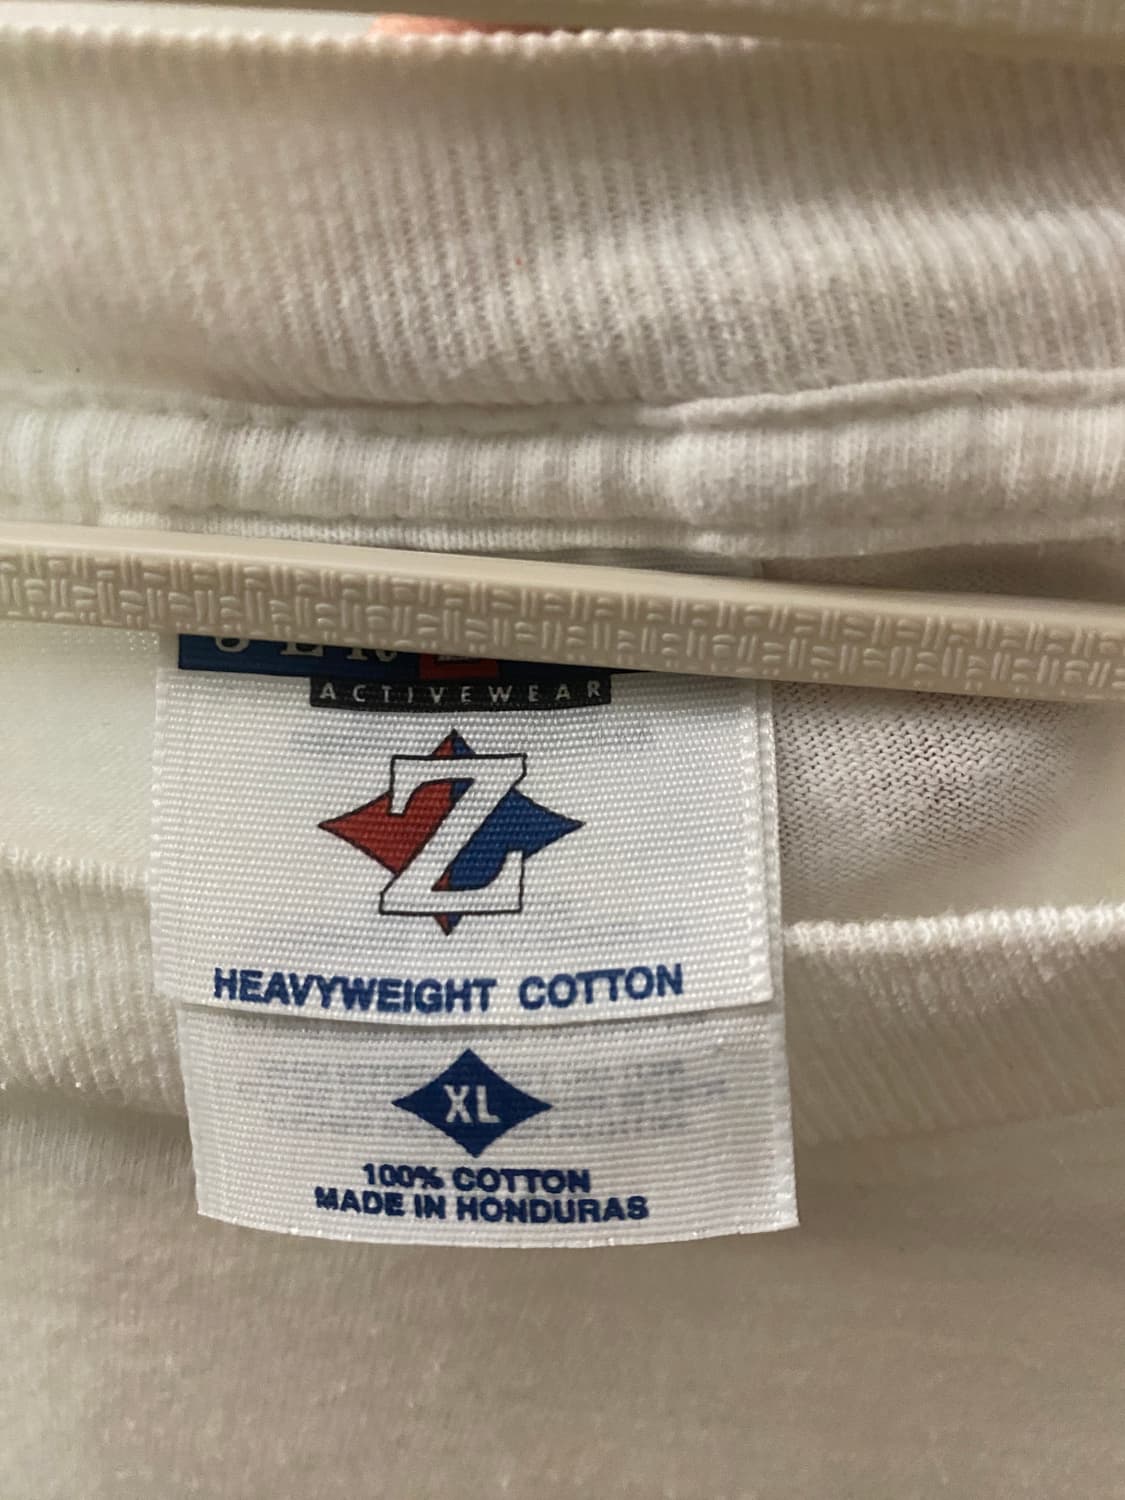 ACTIVEWEAR
Z
HEAVYWEIGHT COTTON
XL
100% COTTON
MADE IN HONDURAS